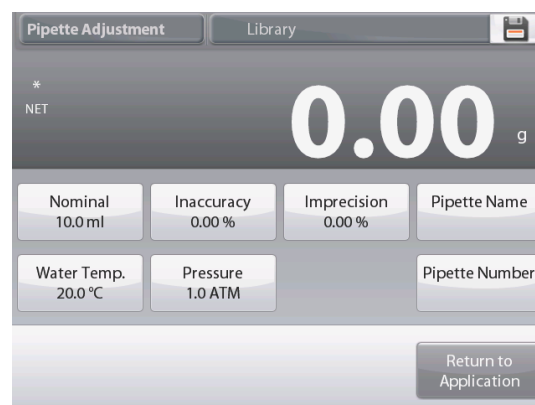 Pipette Adjustment
Library
*
NET
0.00 g
Nominal
10.0 ml
Inaccuracy
0.00 %
Imprecision
0.00 %
Pipette Name
Water Temp.
20.0 °C
Pressure
1.0 ATM
Pipette Number
Return to
Application